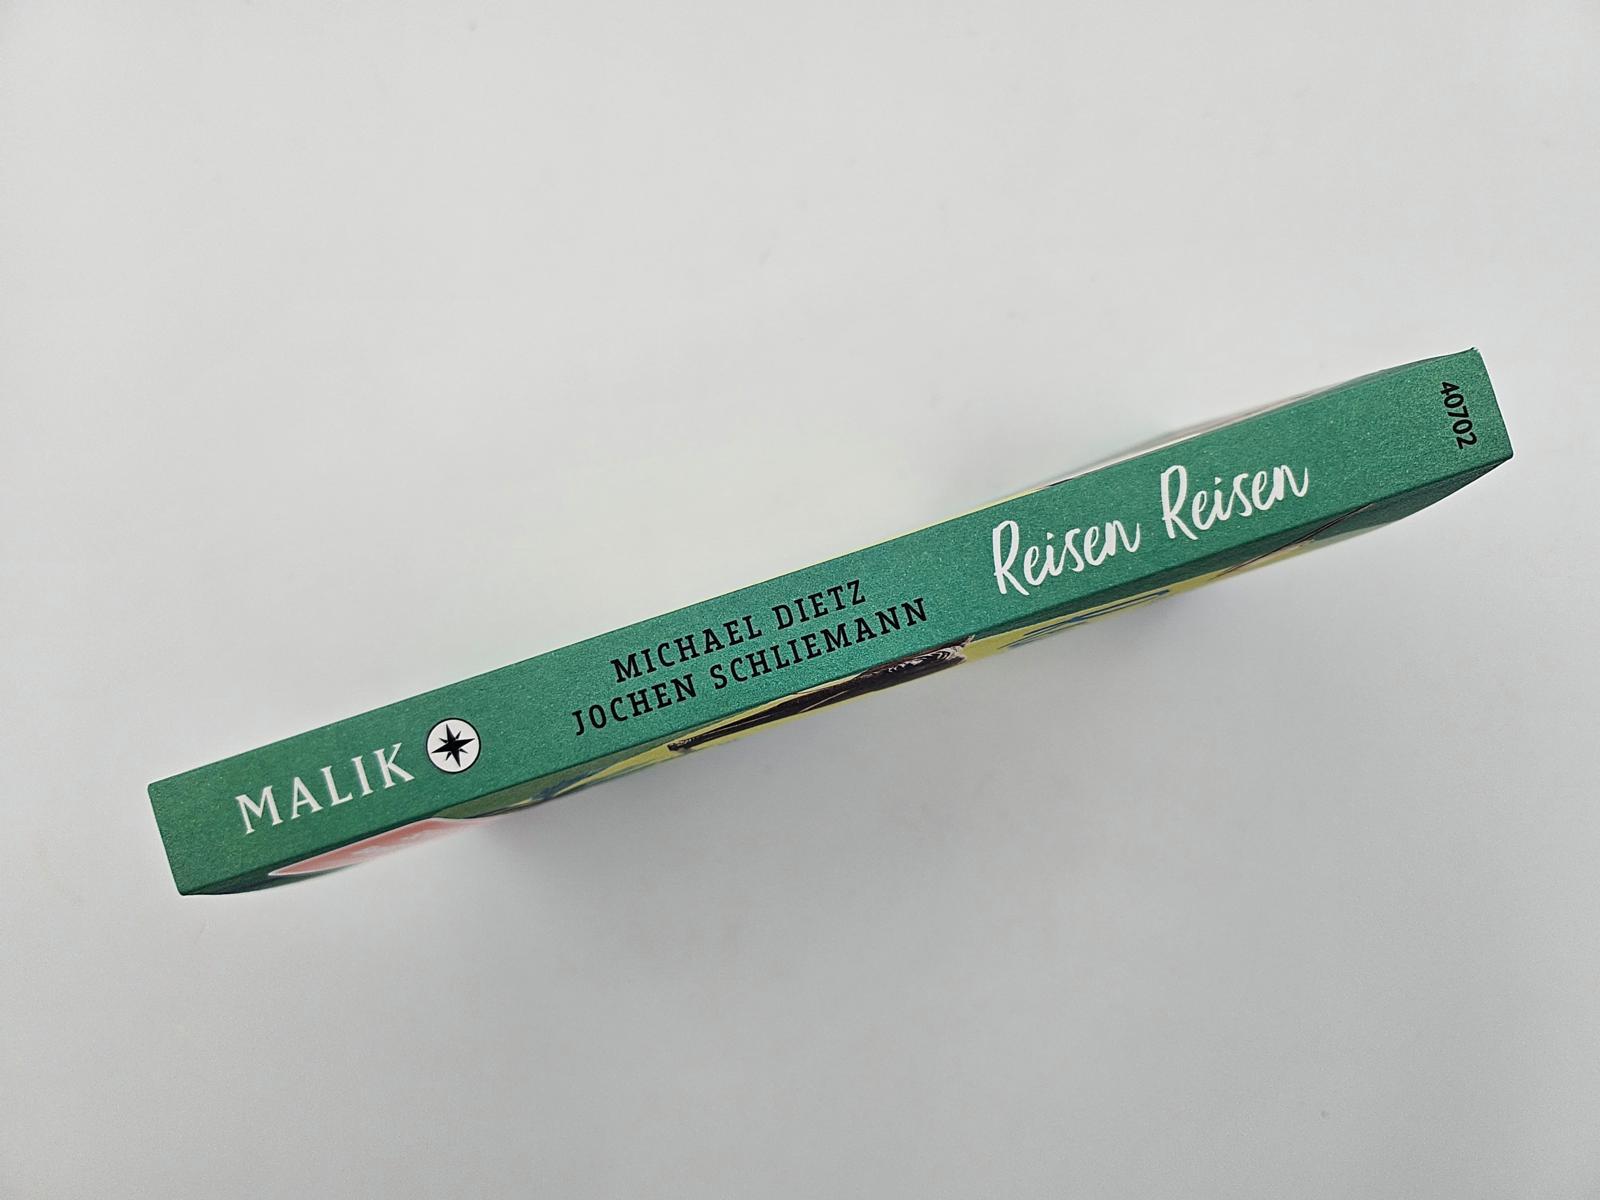 MALIK
MICHAEL DIETZ
JOCHEN SCHLIEMANN
Reisen Reisen
40702